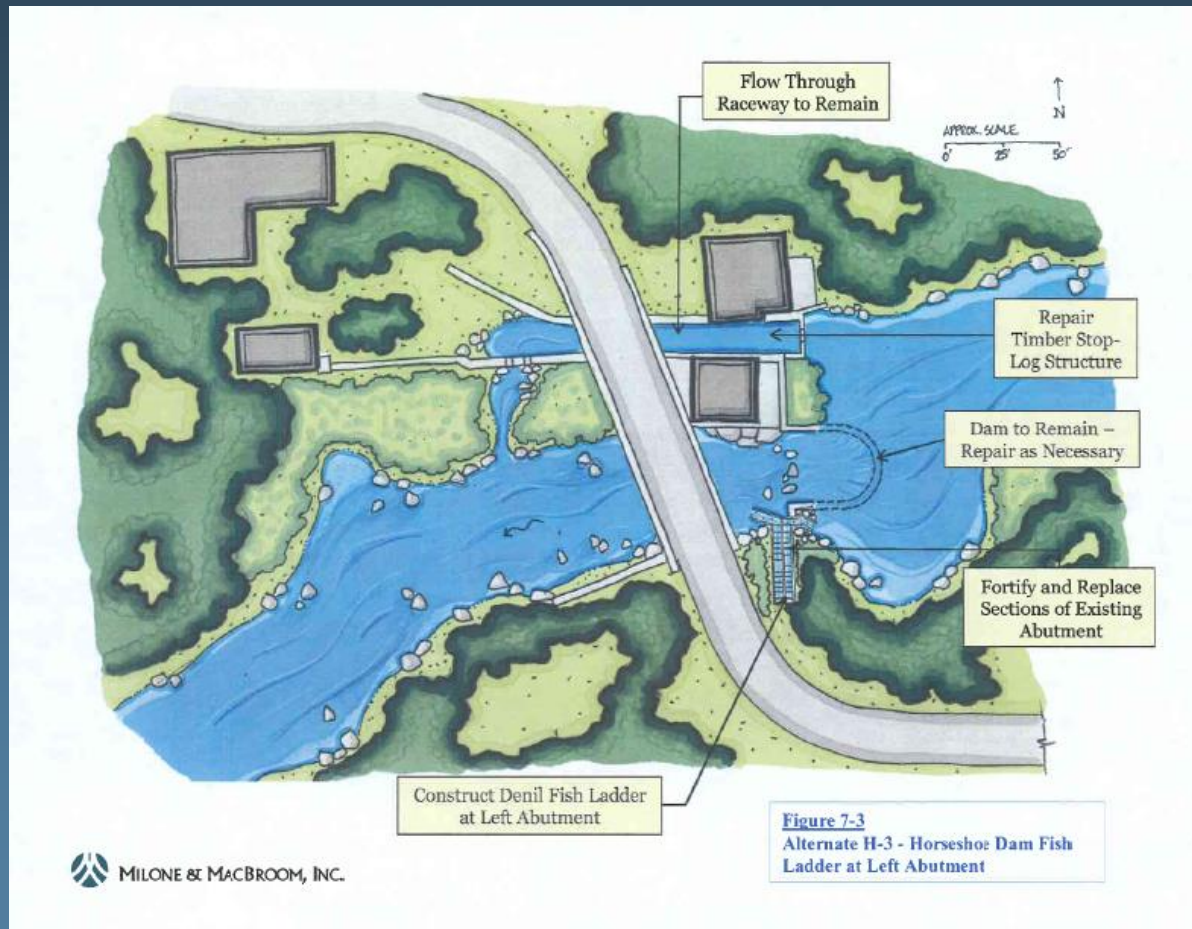 Flow Through
Raceway to Remain
N
APPROX. SCALE
0' 25' 50'
Repair
Timber Stop-
Log Structure
Dam to Remain –
Repair as Necessary
Fortify and Replace
Sections of Existing
Abutment
Construct Denil Fish Ladder
at Left Abutment
Figure 7-3
Alternate H-3 - Horseshoe Dam Fish
Ladder at Left Abutment
MILONE & MACBROOM, INC.